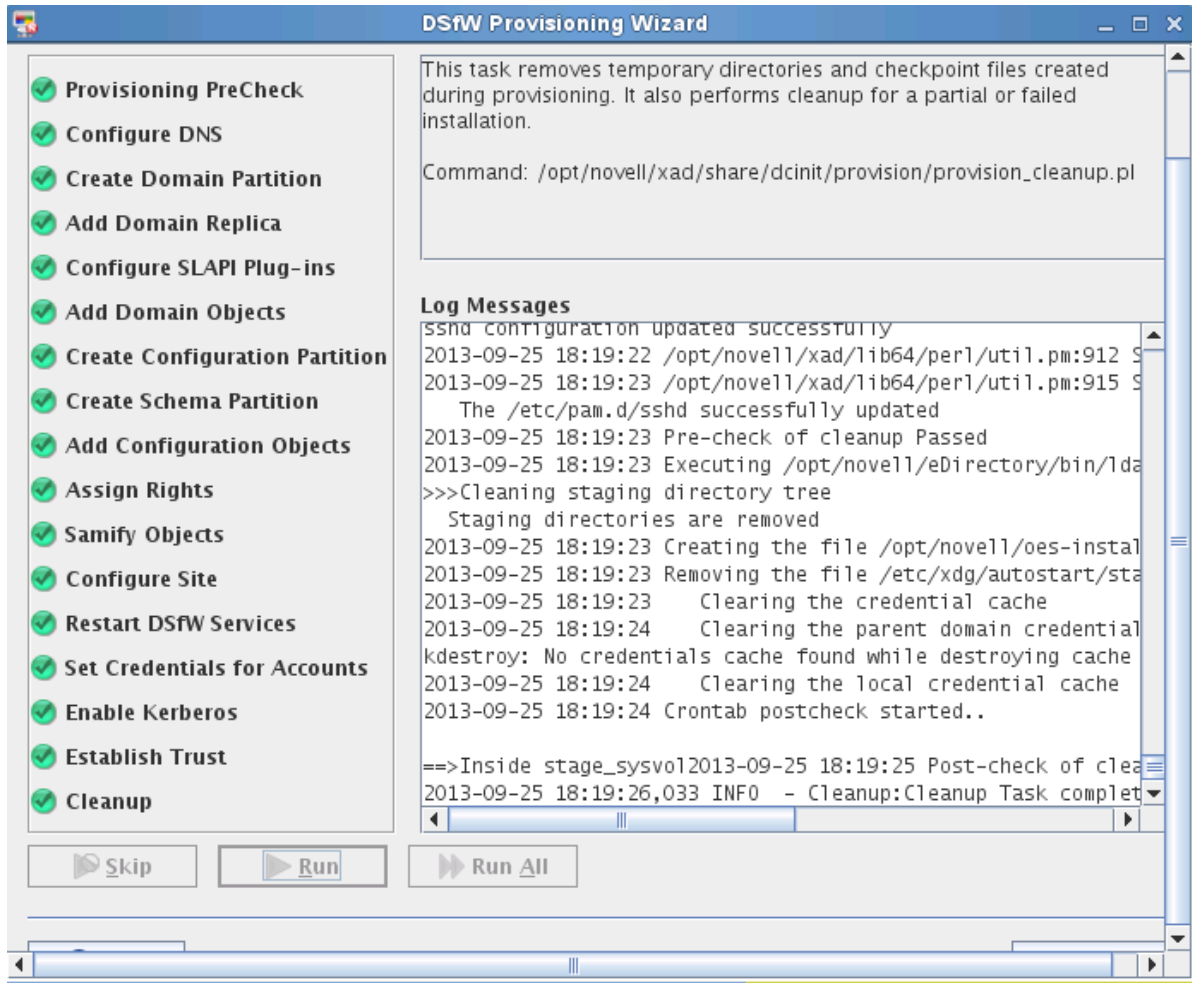 DSfW Provisioning Wizard
Provisioning PreCheck
Configure DNS
Create Domain Partition
Add Domain Replica
Configure SLAPI Plug-ins
Add Domain Objects
Create Configuration Partition
Create Schema Partition
Add Configuration Objects
Assign Rights
Samify Objects
Configure Site
Restart DSfW Services
Set Credentials for Accounts
Enable Kerberos
Establish Trust
Cleanup
This task removes temporary directories and checkpoint files created
during provisioning. It also performs cleanup for a partial or failed
installation.
Command: /opt/novell/xad/share/dcinit/provision/provision_cleanup.pl
Log Messages
sshd configuration updated successfully
2013-09-25 18:19:22 /opt/novell/xad/lib64/perl/util.pm:912 S
2013-09-25 18:19:23 /opt/novell/xad/lib64/perl/util.pm:915 S
The /etc/pam.d/sshd successfully updated
2013-09-25 18:19:23 Pre-check of cleanup Passed
2013-09-25 18:19:23 Executing /opt/novell/eDirectory/bin/lda
>>>Cleaning staging directory tree
Staging directories are removed
2013-09-25 18:19:23 Creating the file /opt/novell/oes-instal
2013-09-25 18:19:23 Removing the file /etc/xdg/autostart/sta
2013-09-25 18:19:23 Clearing the credential cache
2013-09-25 18:19:24 Clearing the parent domain credential
kdestroy: No credentials cache found while destroying cache
2013-09-25 18:19:24 Clearing the local credential cache
2013-09-25 18:19:24 Crontab postcheck started..
==>Inside stage_sysvol2013-09-25 18:19:25 Post-check of clea
2013-09-25 18:19:26,033 INFO - Cleanup:Cleanup Task complet
Skip
Run
Run All